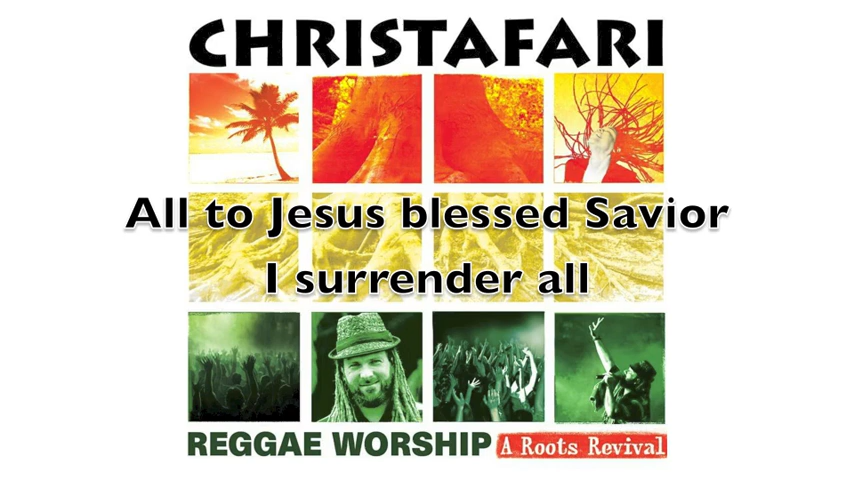 CHRISTAFARI
All to Jesus blessed Savior
I surrender all
REGGAE WORSHIP A Roots Revival